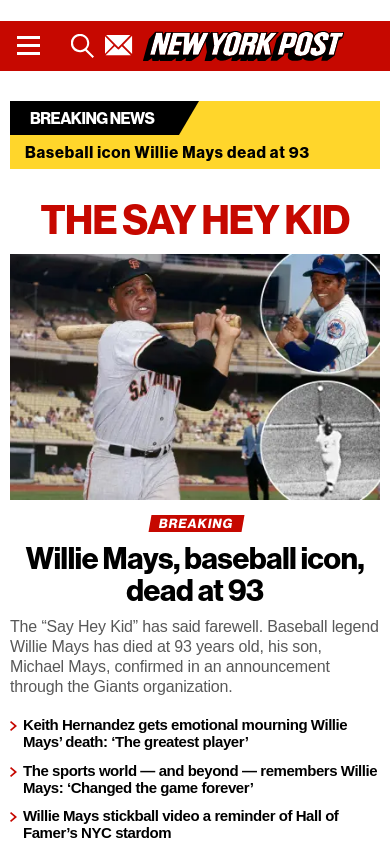 NEW YORK POST
BREAKING NEWS
Baseball icon Willie Mays dead at 93
THE SAY HEY KID
BREAKING
Willie Mays, baseball icon,
dead at 93
The “Say Hey Kid” has said farewell. Baseball legend
Willie Mays has died at 93 years old, his son,
Michael Mays, confirmed in an announcement
through the Giants organization.
Keith Hernandez gets emotional mourning Willie
Mays’ death: ‘The greatest player’
The sports world — and beyond — remembers Willie
Mays: ‘Changed the game forever’
Willie Mays stickball video a reminder of Hall of
Famer’s NYC stardom